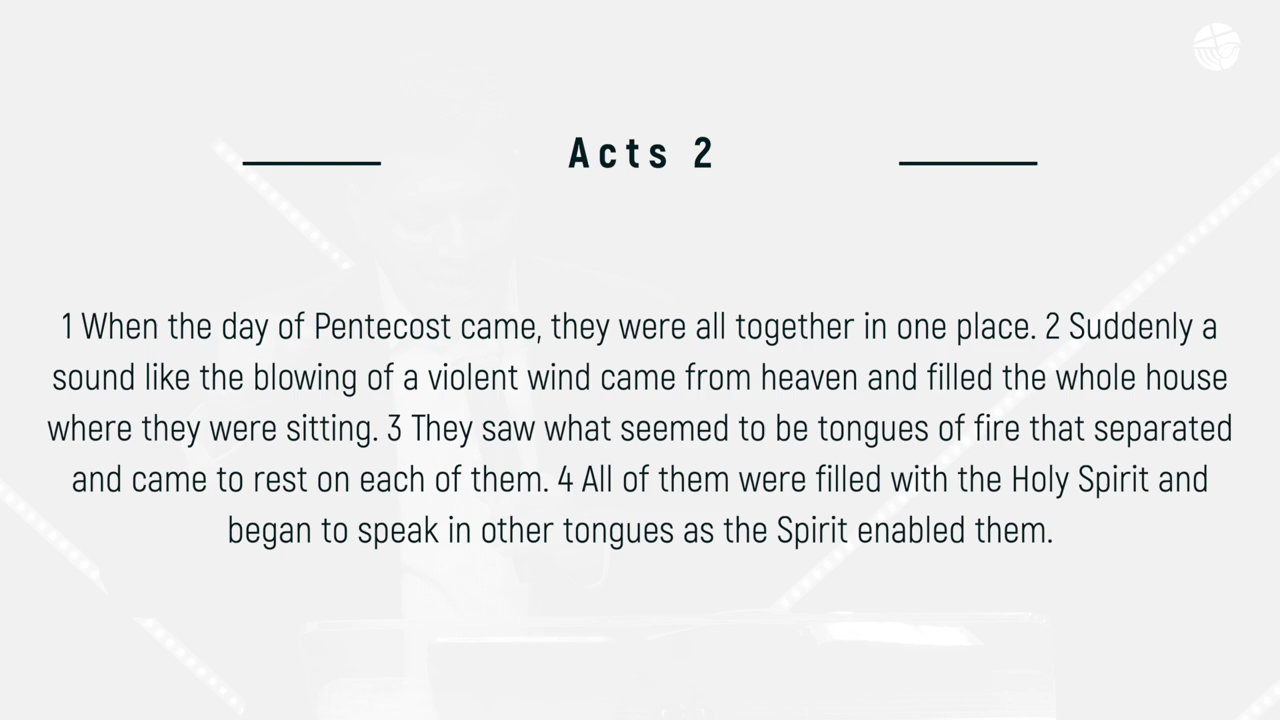 Acts 2
1 When the day of Pentecost came, they were all together in one place. 2 Suddenly a
sound like the blowing of a violent wind came from heaven and filled the whole house
where they were sitting. 3 They saw what seemed to be tongues of fire that separated
and came to rest on each of them. 4 All of them were filled with the Holy Spirit and
began to speak in other tongues as the Spirit enabled them.